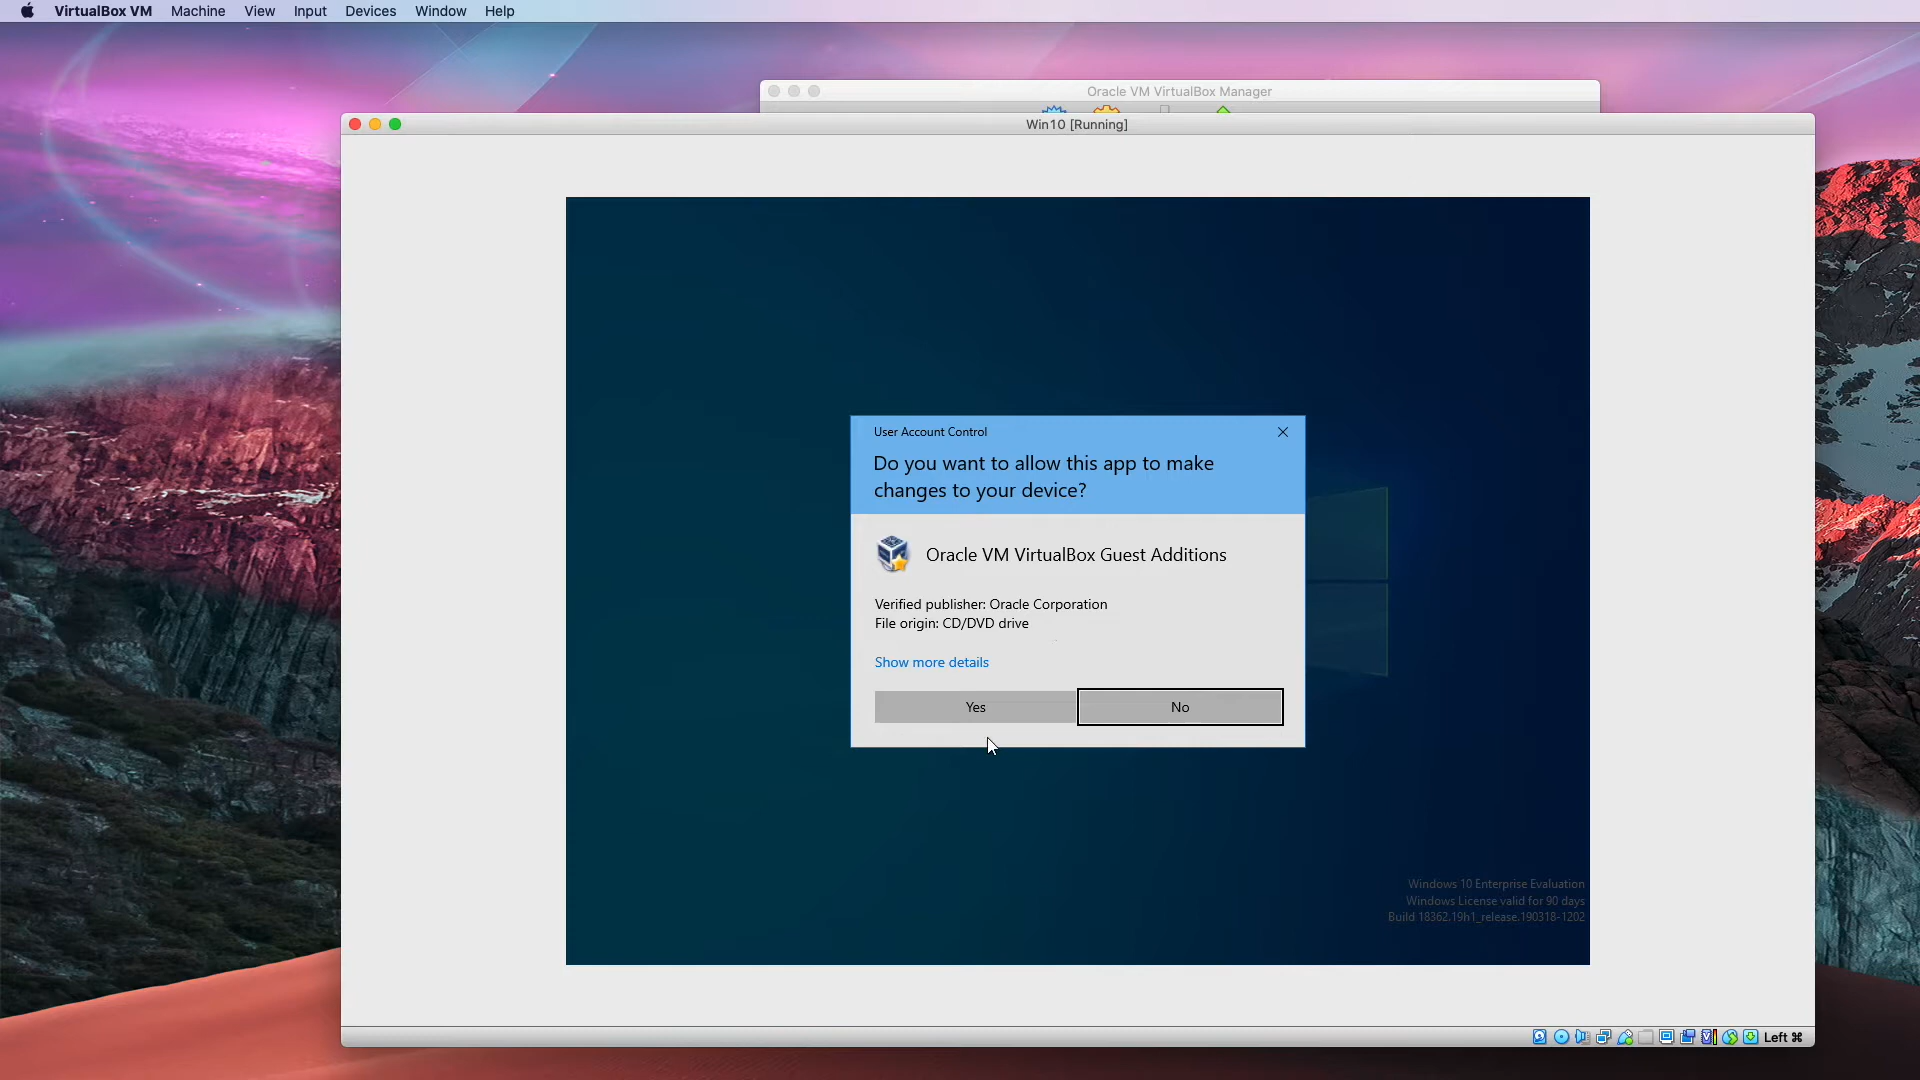 VirtualBox VM Machine View Input Devices Window Help
Oracle VM VirtualBox Manager
Win10 [Running]
User Account Control
Do you want to allow this app to make
changes to your device?
Oracle VM VirtualBox Guest Additions
Verified publisher: Oracle Corporation
File origin: CD/DVD drive
Show more details
Yes
No
Windows 10 Enterprise Evaluation
Windows License valid for 90 days
Build 18362.19h1_release.190318-1202
Left ⌘